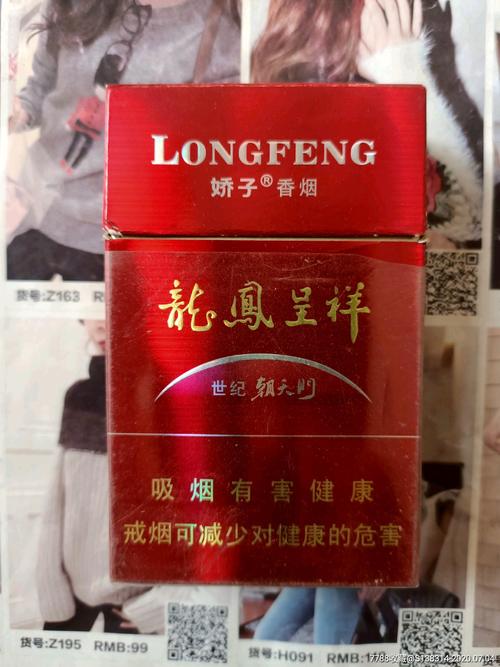 LONGFENG
娇子®香烟
龍鳳呈祥
世纪 朝天門
吸烟有害健康
戒烟可减少对健康的危害
货号:Z163
货号:Z195 RMB:99
货号:H091